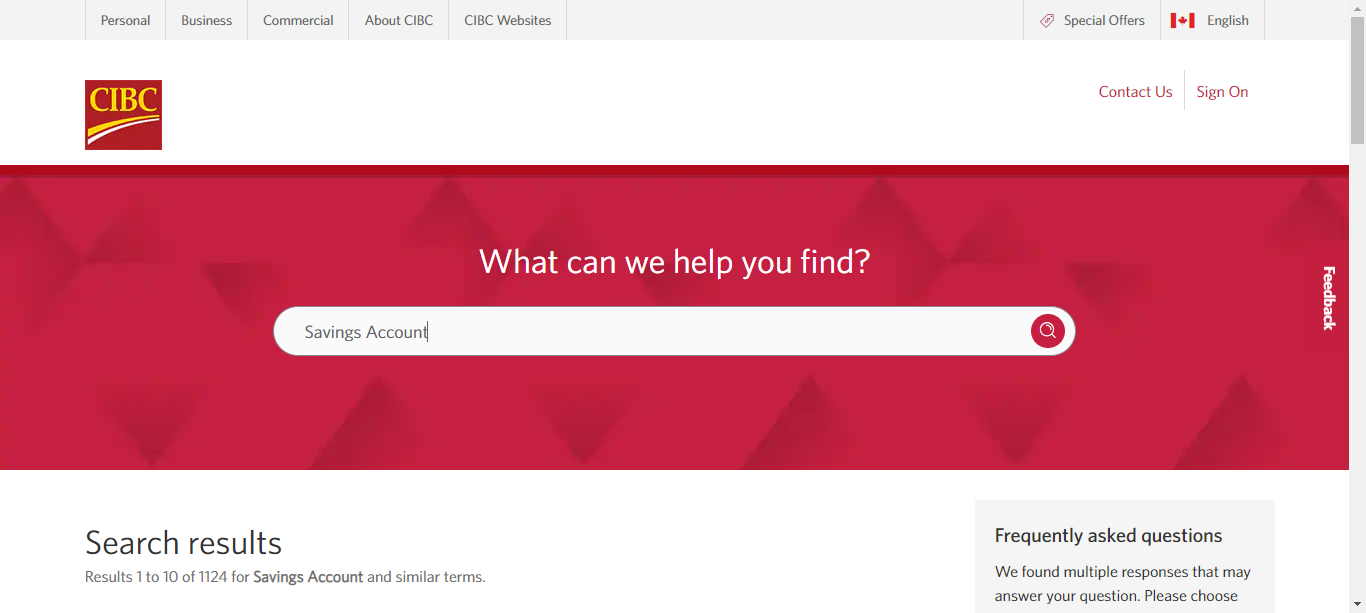 Personal
Business
Commercial
About CIBC
CIBC Websites
Special Offers
English
CIBC
Contact Us
Sign On
What can we help you find?
Savings Account
Feedback
Search results
Results 1 to 10 of 1124 for Savings Account and similar terms.
Frequently asked questions
We found multiple responses that may
answer your question. Please choose